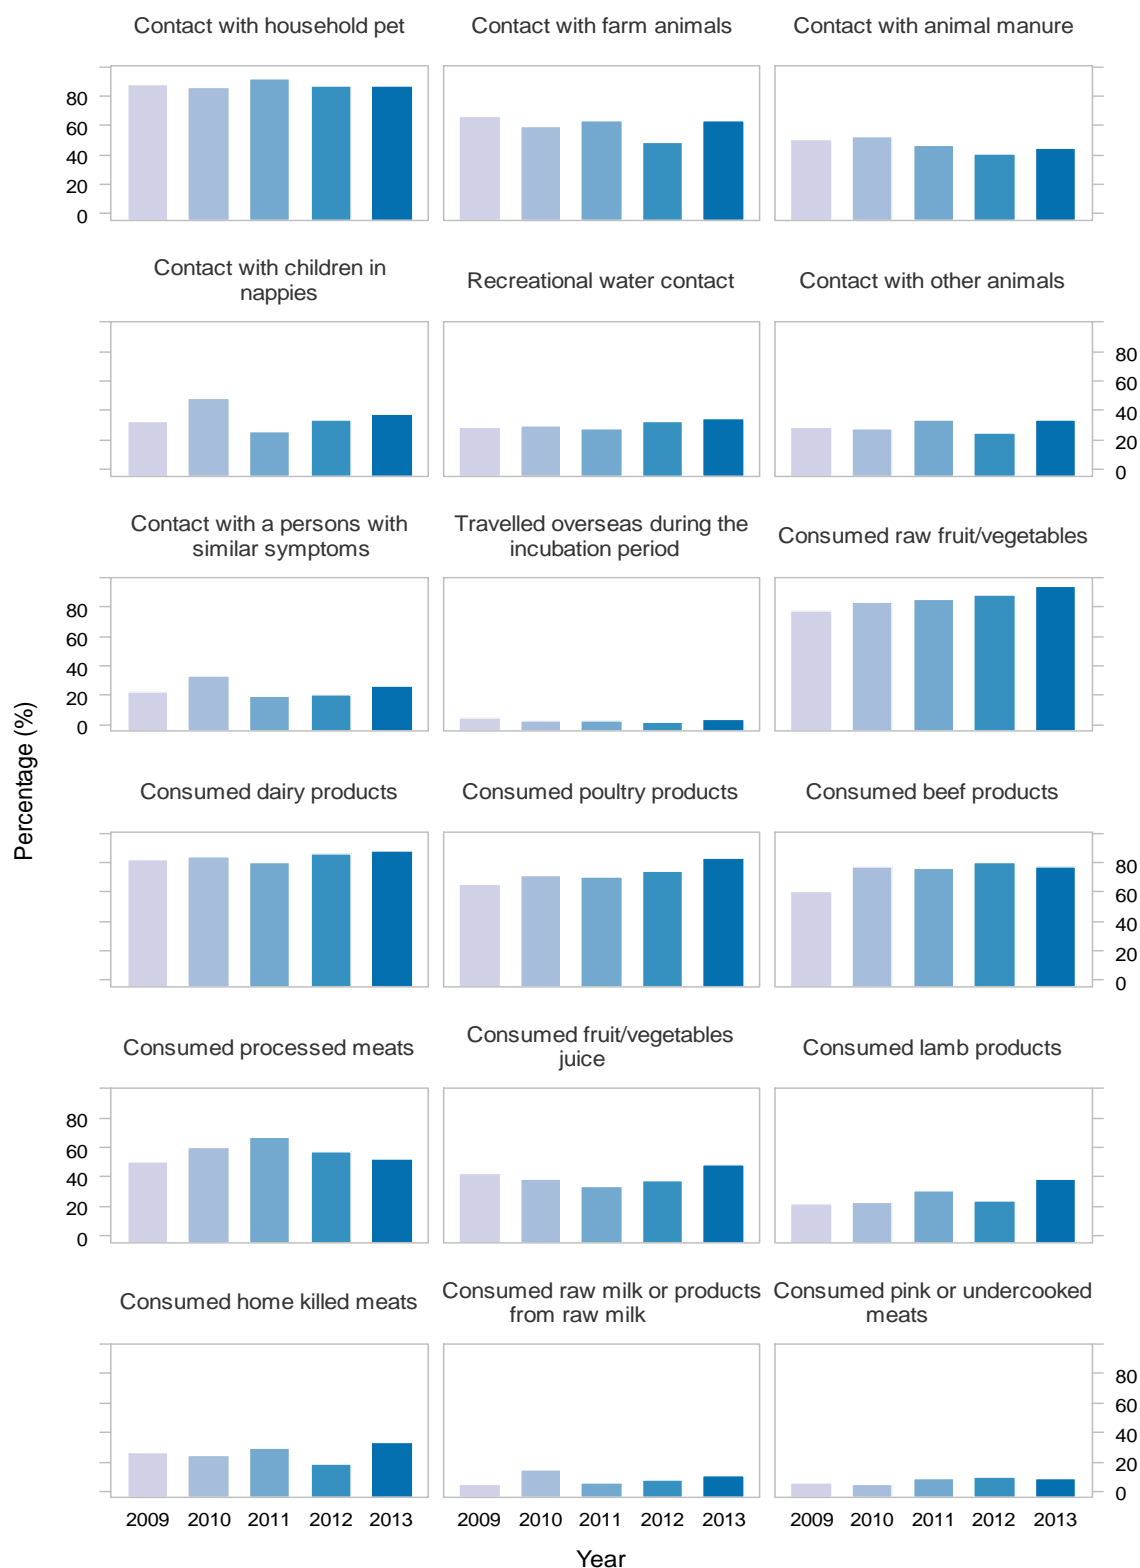 Contact with household pet
Contact with farm animals
Contact with animal manure
80
60
40
20
0
Contact with children in
nappies
Recreational water contact
Contact with other animals
80
60
40
20
0
Contact with a persons with
similar symptoms
Travelled overseas during the
incubation period
Consumed raw fruit/vegetables
80
60
40
20
0
Percentage (%)
Consumed dairy products
Consumed poultry products
Consumed beef products
80
60
40
20
0
Consumed processed meats
Consumed fruit/vegetables
juice
Consumed lamb products
80
60
40
20
0
Consumed home killed meats
Consumed raw milk or products
from raw milk
Consumed pink or undercooked
meats
80
60
40
20
0
2009 2010 2011 2012 2013
2009 2010 2011 2012 2013
2009 2010 2011 2012 2013
Year